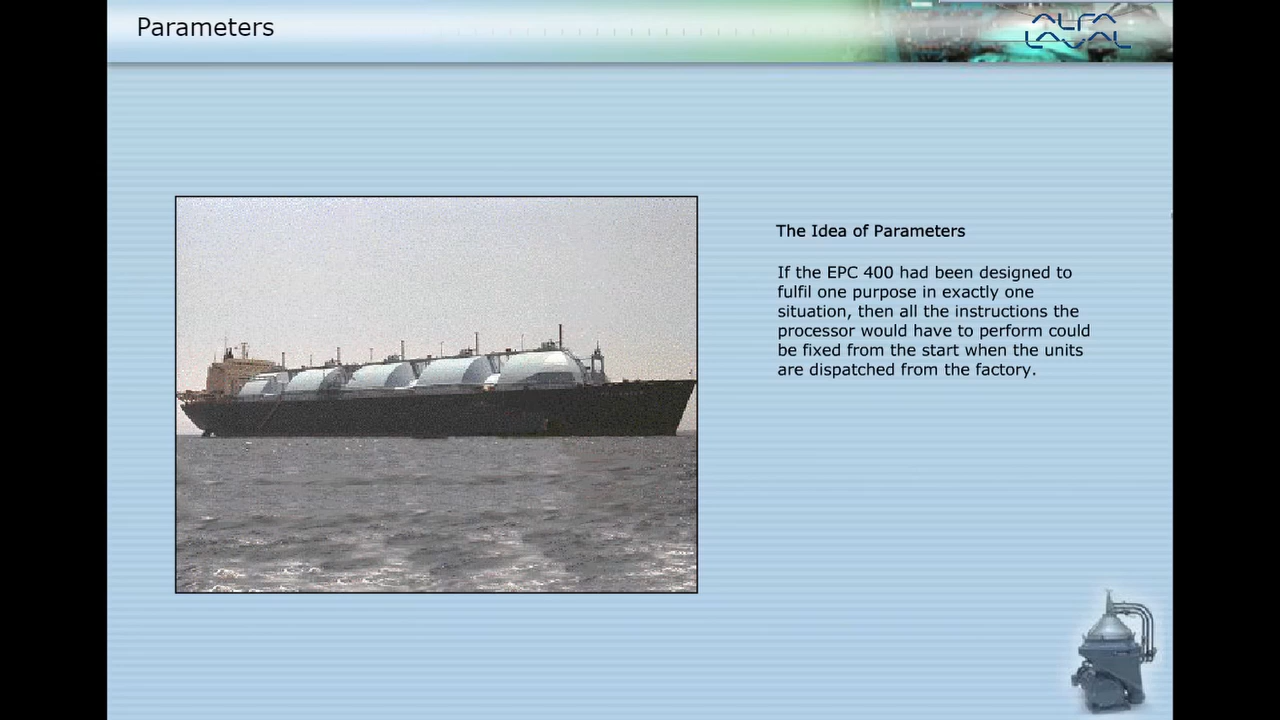 Parameters
ALFA
LAVAL
The Idea of Parameters
If the EPC 400 had been designed to
fulfil one purpose in exactly one
situation, then all the instructions the
processor would have to perform could
be fixed from the start when the units
are dispatched from the factory.